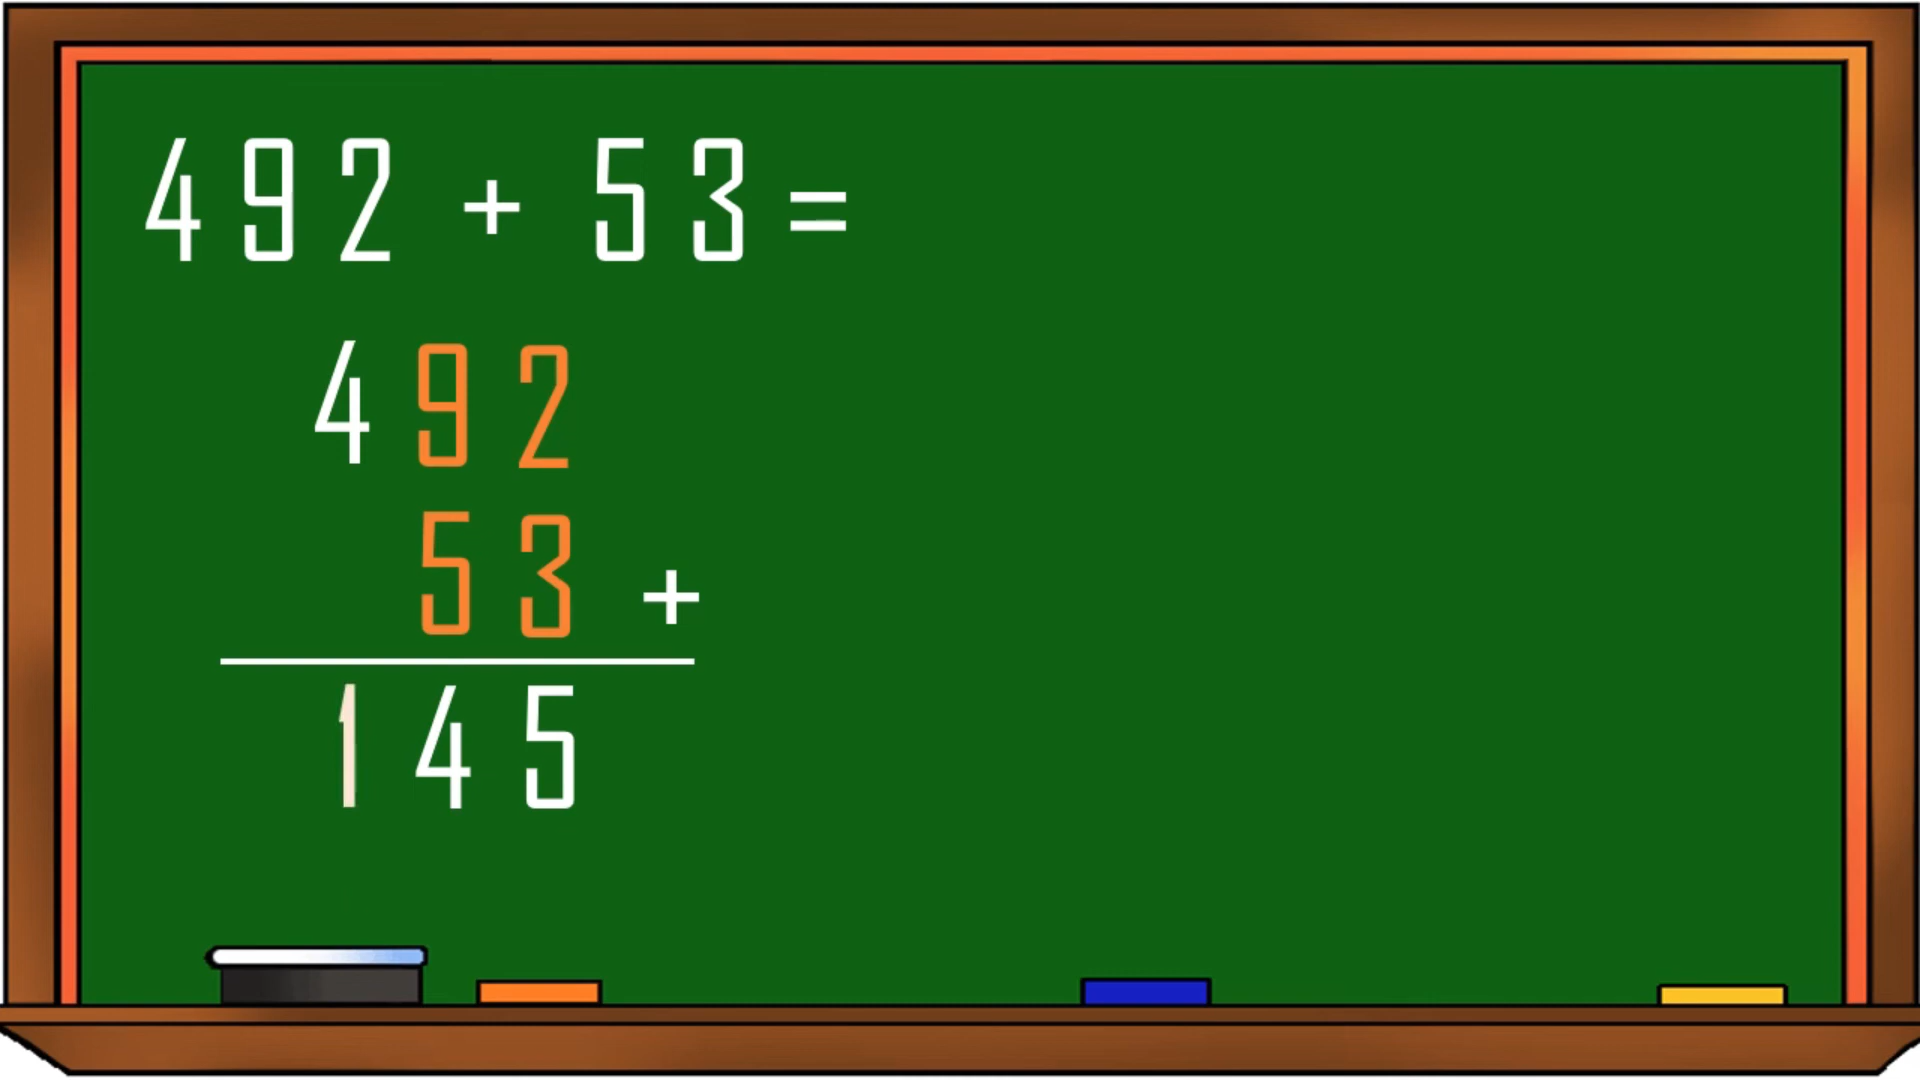 492 + 53 =
492
53 +
145